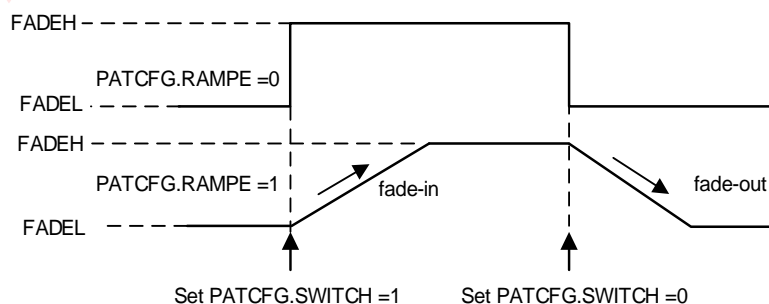 FADEH
PATCFG.RAMPE =0
FADEL
FADEH
PATCFG.RAMPE =1
fade-in
fade-out
FADEL
Set PATCFG.SWITCH =1
Set PATCFG.SWITCH =0